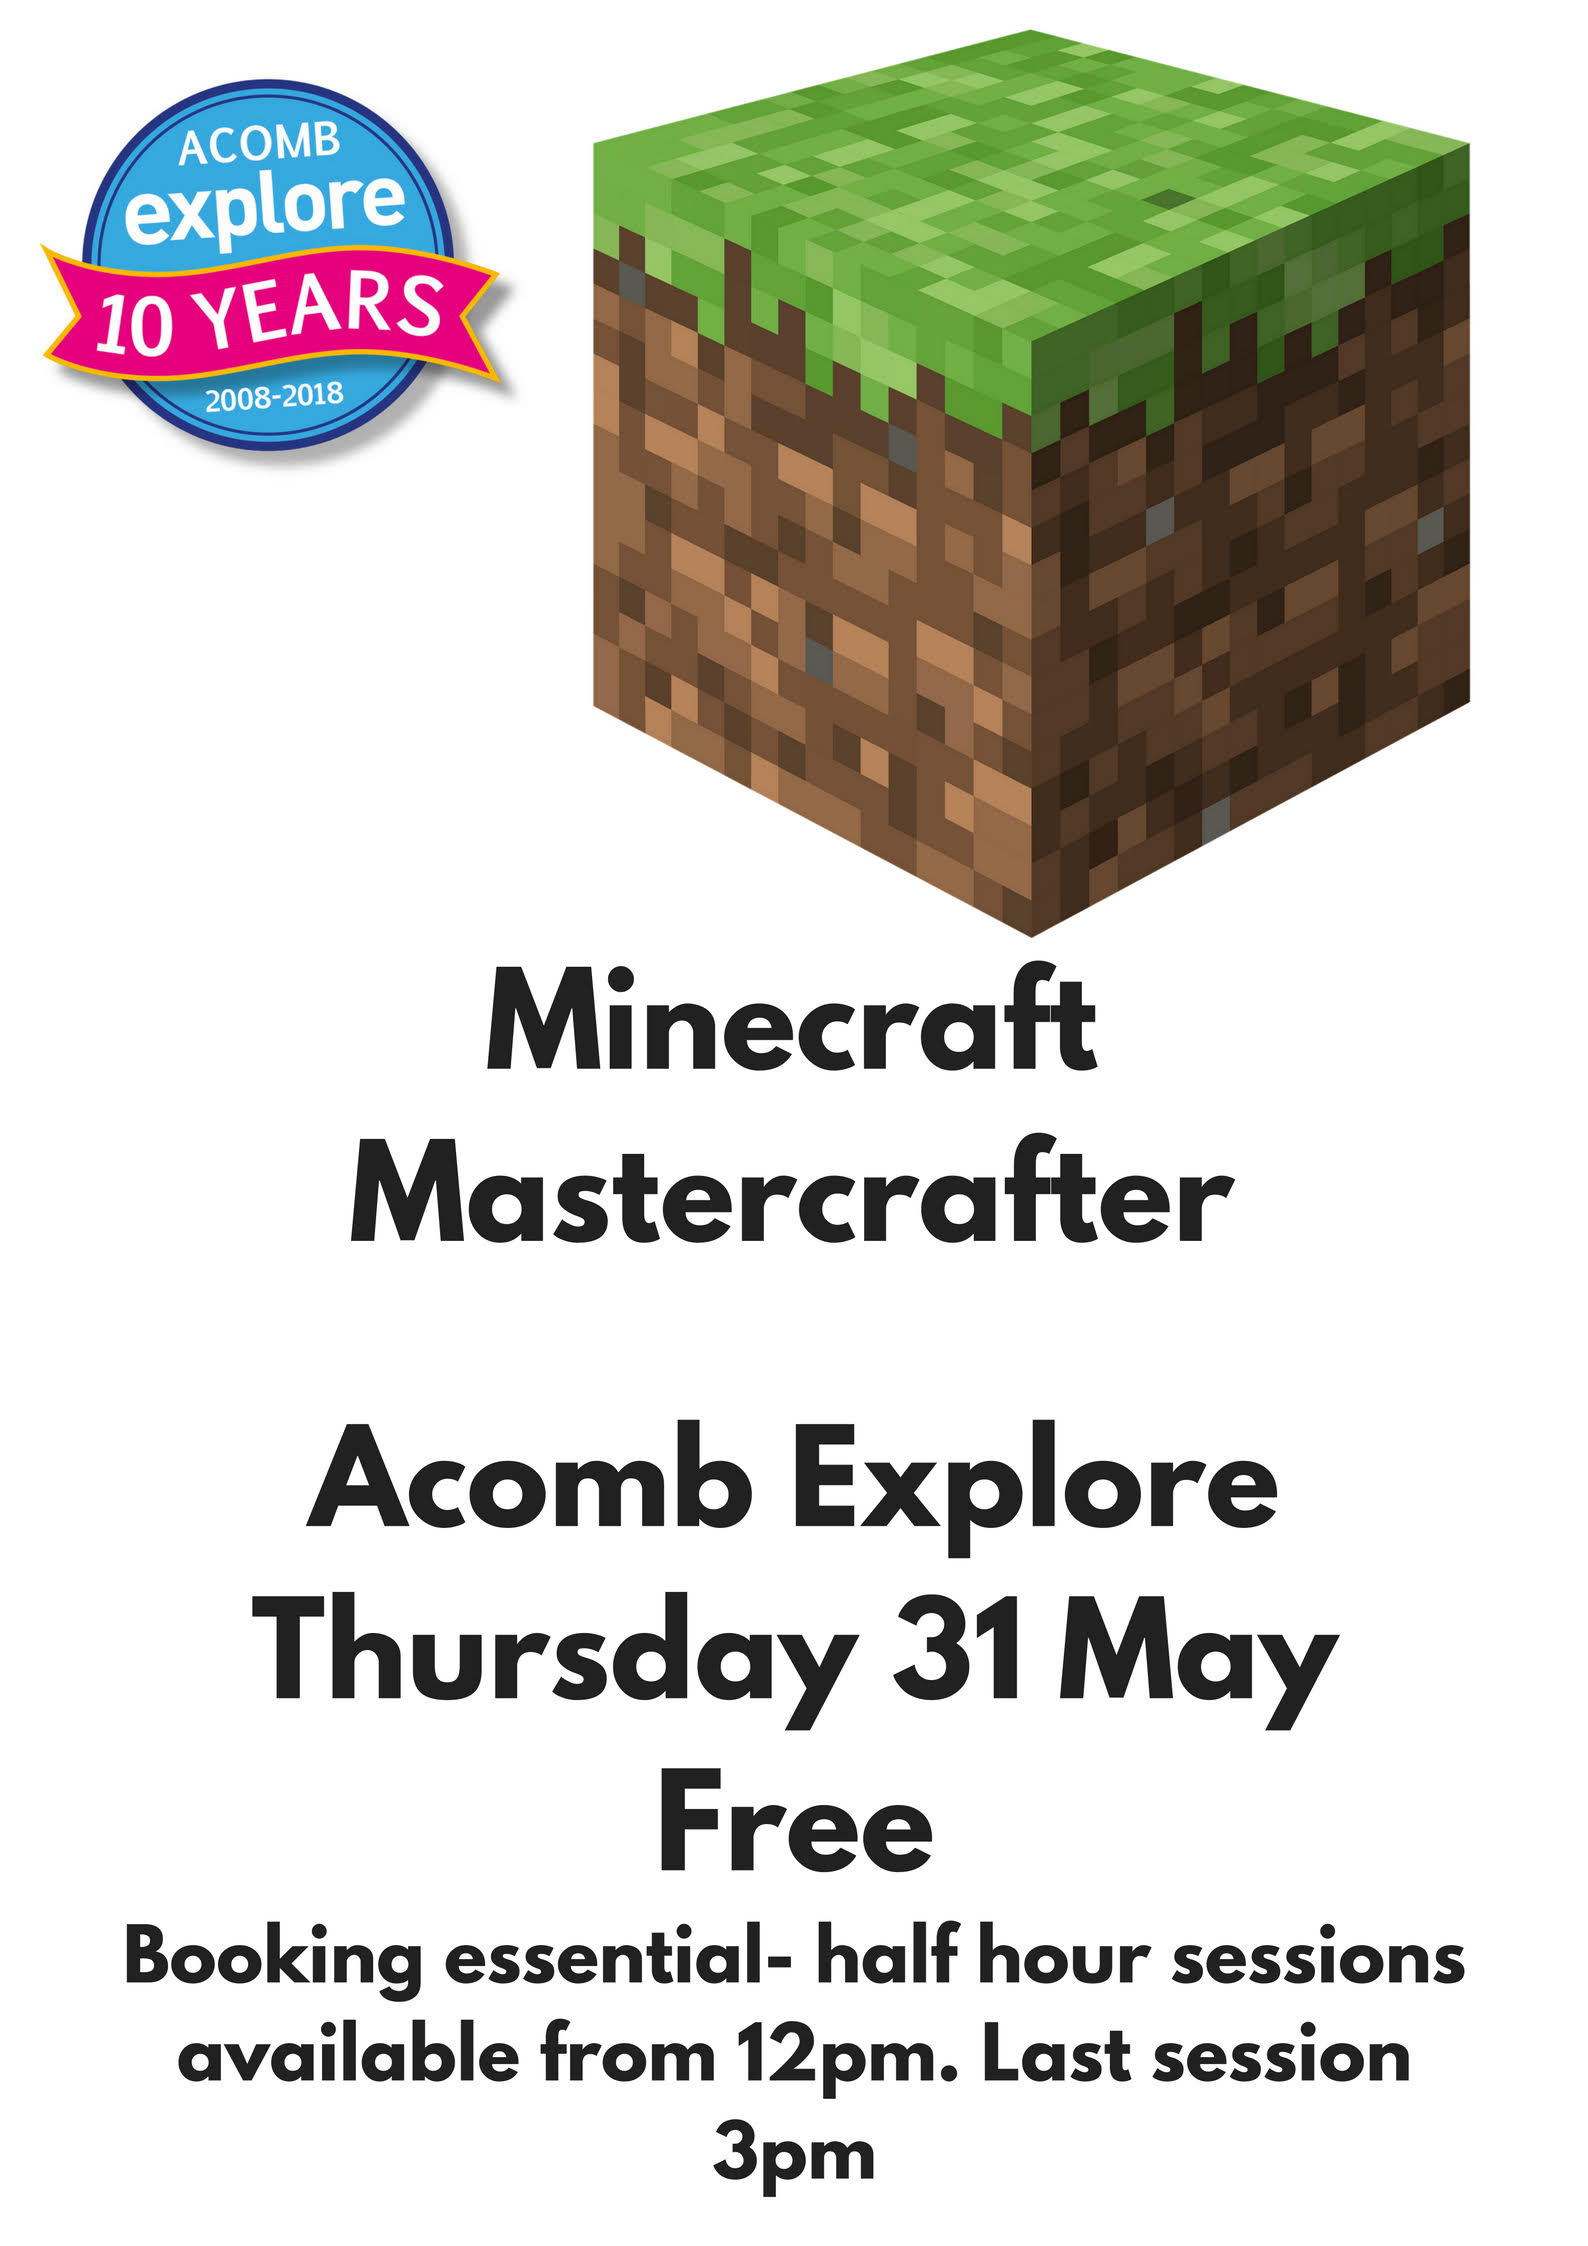 ACOMB
explore
10 YEARS
2008-2018
Minecraft
Mastercrafter
Acomb Explore
Thursday 31 May
Free
Booking essential- half hour sessions
available from 12pm. Last session
3pm